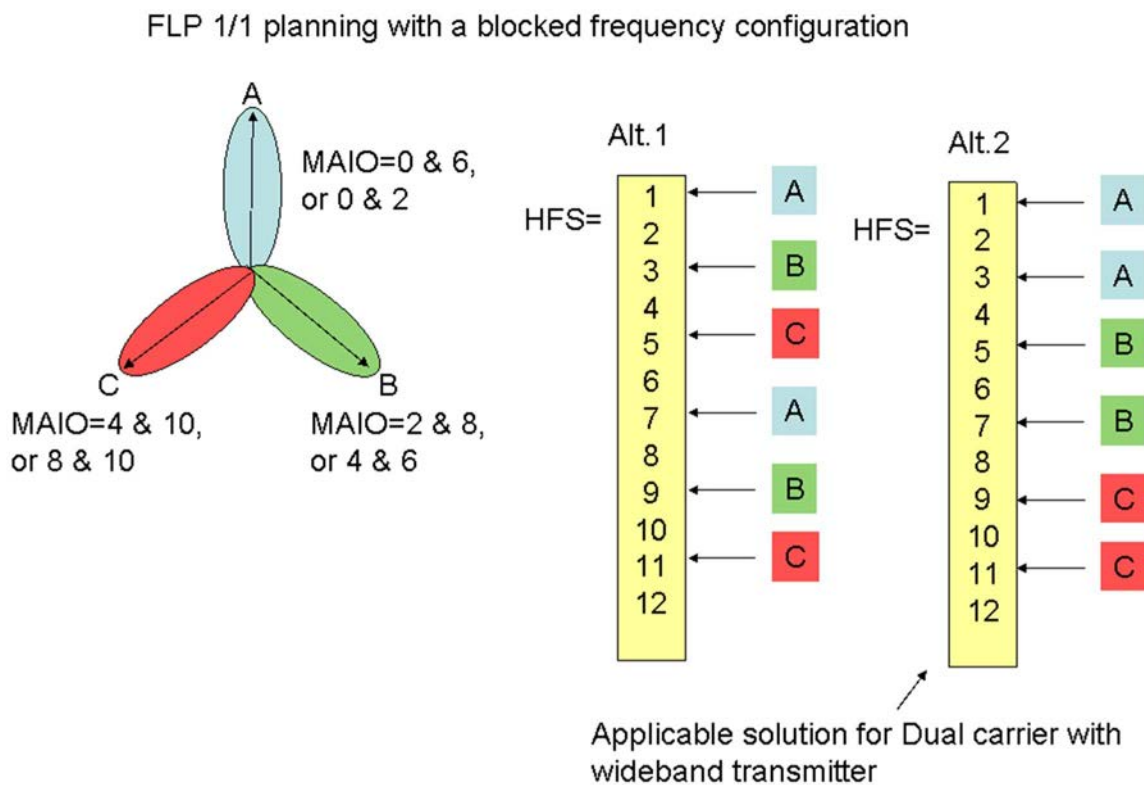 FLP 1/1 planning with a blocked frequency configuration
A
MAIO=0 & 6,
or 0 & 2
C
MAIO=4 & 10,
or 8 & 10
B
MAIO=2 & 8,
or 4 & 6
Alt.1
HFS=
1
2
3
4
5
6
7
8
9
10
11
12
A
B
C
A
B
C
Alt.2
HFS=
1
2
3
4
5
6
7
8
9
10
11
12
A
A
B
B
C
C
Applicable solution for Dual carrier with
wideband transmitter